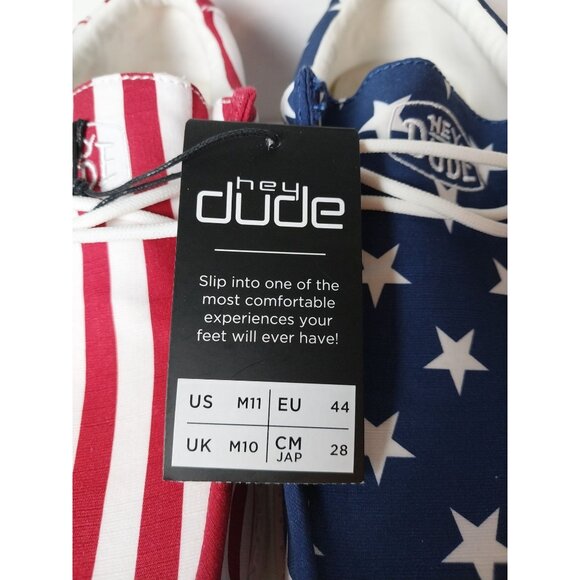 hey
dude
Slip into one of the
most comfortable
experiences your
feet will ever have!
US M11 EU 44
UK M10 CM JAP 28
HEY
DUDE